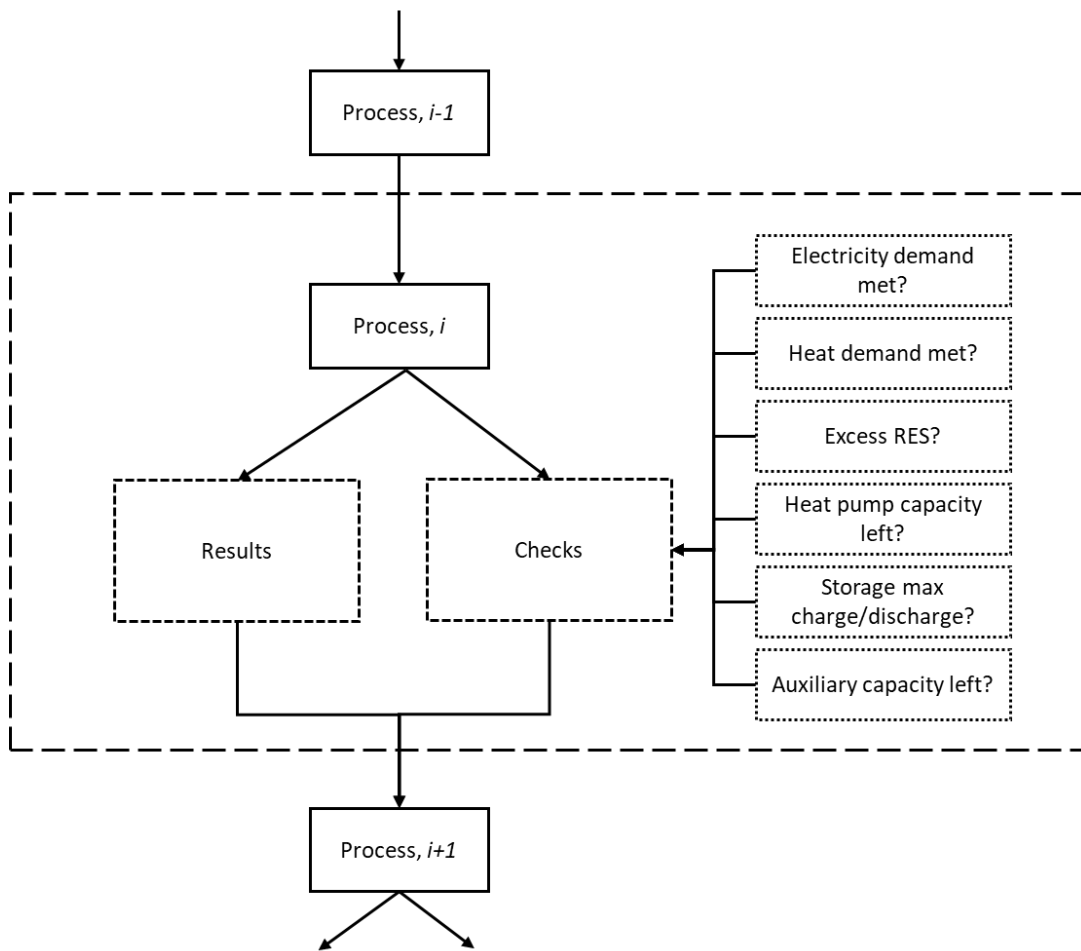 Process, i-1
Electricity demand
met?
Process, i
Heat demand met?
Excess RES?
Heat pump capacity
left?
Results
Checks
Storage max
charge/discharge?
Auxiliary capacity left?
Process, i+1